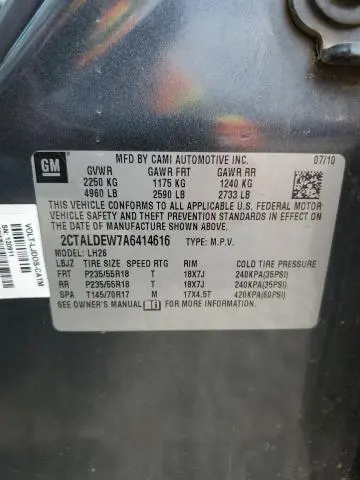 GM
MFD BY CAMI AUTOMOTIVE INC. 07/10
GVWR GAWR FRT GAWR RR
2250 KG 1175 KG 1240 KG
4960 LB 2590 LB 2733 LB
THIS VEHICLE CONFORMS TO ALL APPLICABLE U.S. FEDERAL MOTOR
VEHICLE SAFETY, BUMPER, AND THEFT PREVENTION STANDARDS
IN EFFECT ON THE DATE OF MANUFACTURE SHOWN ABOVE.
2CTALDEW7A6414616 TYPE: M.P.V.
MODEL: LH26
LBJZ TIRE SIZE SPEED RTG RIM COLD TIRE PRESSURE
FRT P235/55R18 T 18X7J 240KPA(35PSI)
RR P235/55R18 T 18X7J 240KPA(35PSI)
SPA T145/70R17 M 17X4.5T 420KPA(60PSI)
SEE OWNER'S MANUAL FOR MORE INFORMATION.